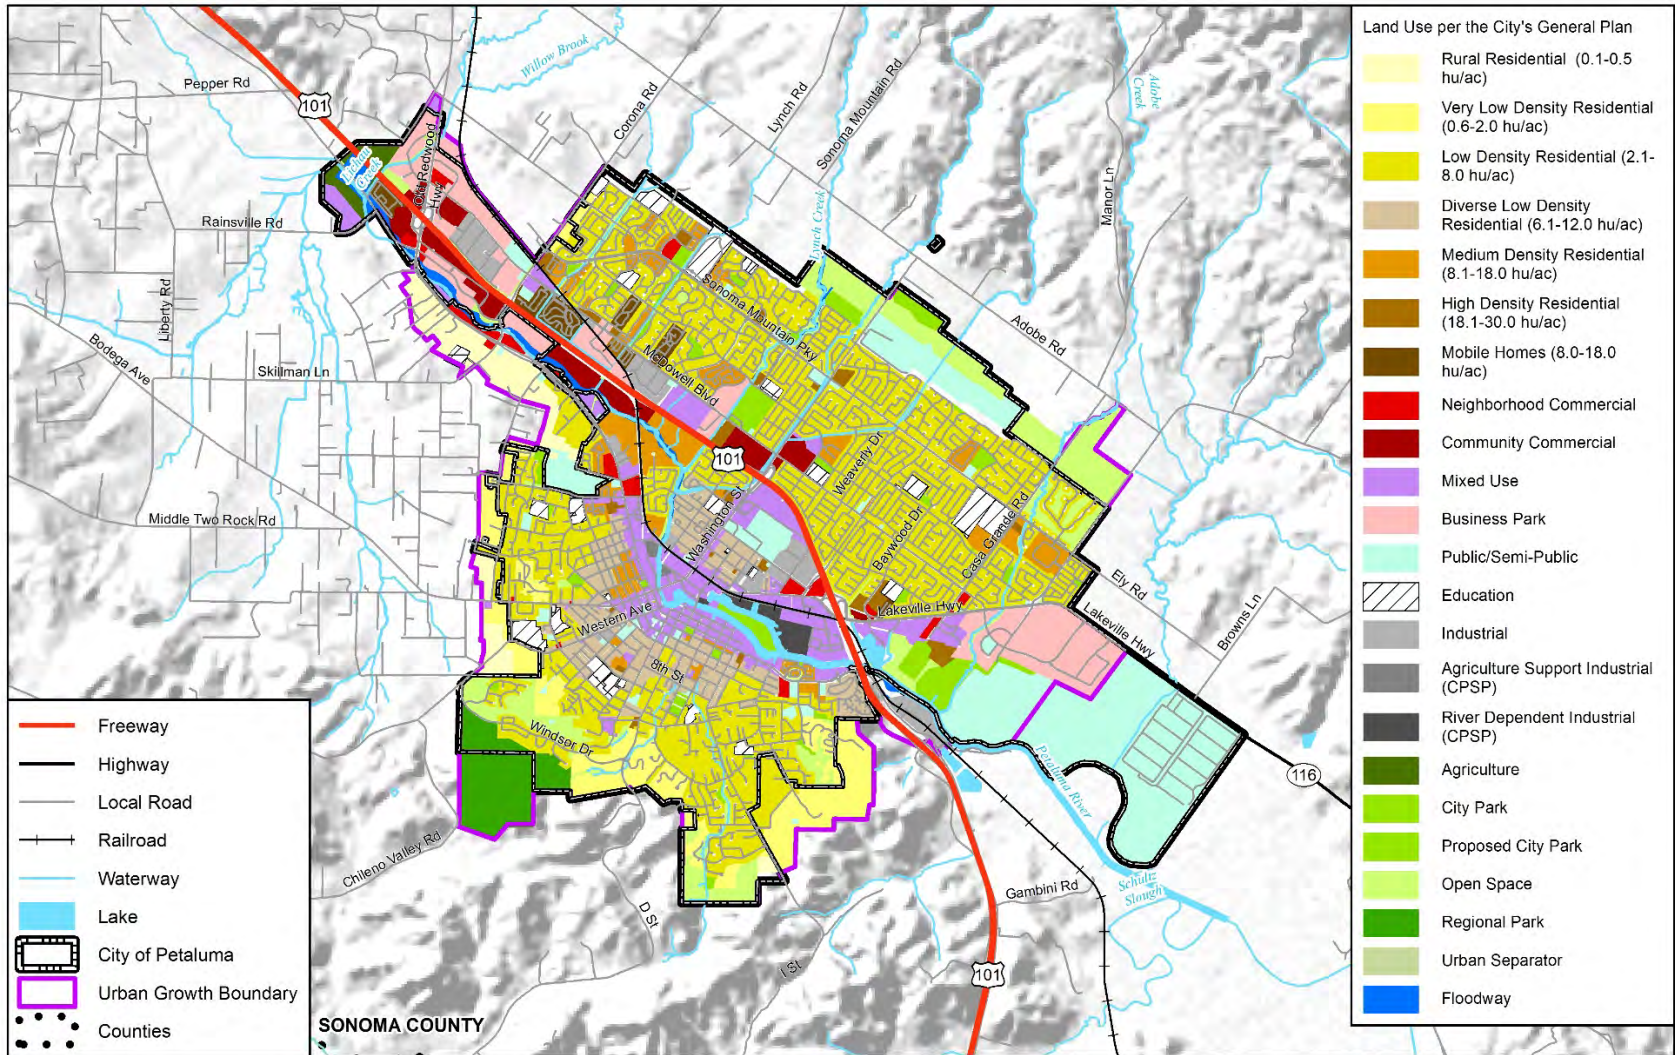 Pepper Rd
101
Willow Brook
Corona Rd
Lynch Rd
Sonoma Mountain Rd
Adobe
Creek
Manor Ln
Lichau
Creek
Old Redwood
Hwy
Rainsville Rd
Lynch Creek
Liberty Rd
Sonoma Mountain Pky
Adobe Rd
Bodega Ave
Skillman Ln
McDowell Blvd
101
Weaverly Dr
Middle Two Rock Rd
Washington St
Baywood Dr
Casa Grande Rd
Ely Rd
Lakeville Hwy
Lakeville Hwy
Browns Ln
Western Ave
8th St
Windsor Dr
Petaluma River
116
Chileno Valley Rd
D St
I St
Gambini Rd
Schultz
Slough
101
SONOMA COUNTY
Freeway
Highway
Local Road
Railroad
Waterway
Lake
City of Petaluma
Urban Growth Boundary
Counties
Land Use per the City's General Plan
Rural Residential (0.1-0.5
hu/ac)
Very Low Density Residential
(0.6-2.0 hu/ac)
Low Density Residential (2.1-
8.0 hu/ac)
Diverse Low Density
Residential (6.1-12.0 hu/ac)
Medium Density Residential
(8.1-18.0 hu/ac)
High Density Residential
(18.1-30.0 hu/ac)
Mobile Homes (8.0-18.0
hu/ac)
Neighborhood Commercial
Community Commercial
Mixed Use
Business Park
Public/Semi-Public
Education
Industrial
Agriculture Support Industrial
(CPSP)
River Dependent Industrial
(CPSP)
Agriculture
City Park
Proposed City Park
Open Space
Regional Park
Urban Separator
Floodway